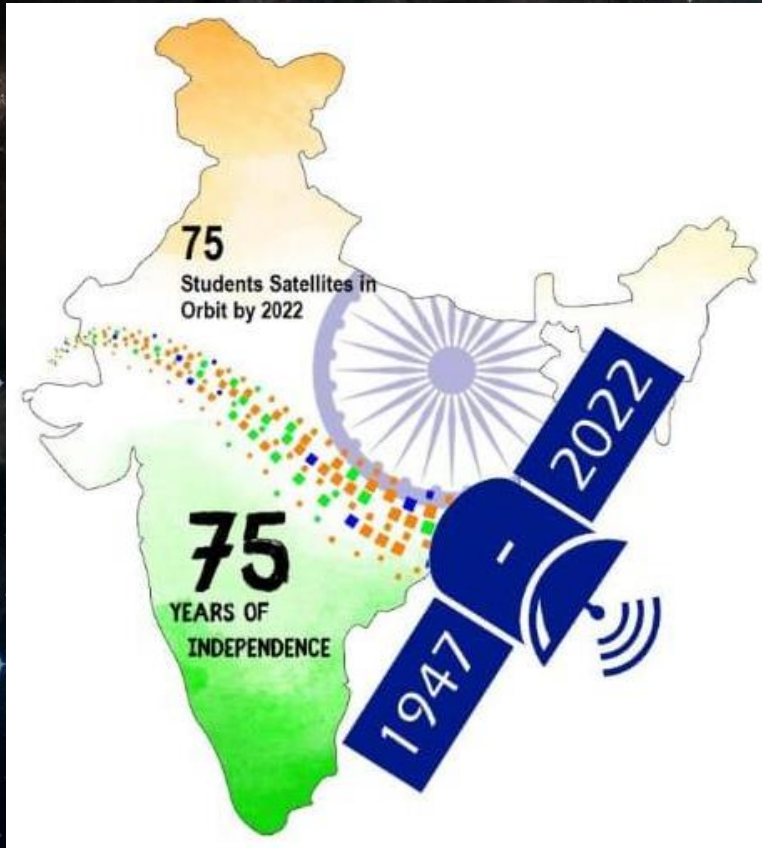 75
Students Satellites in
Orbit by 2022
2022
-
1947
75
YEARS OF
INDEPENDENCE